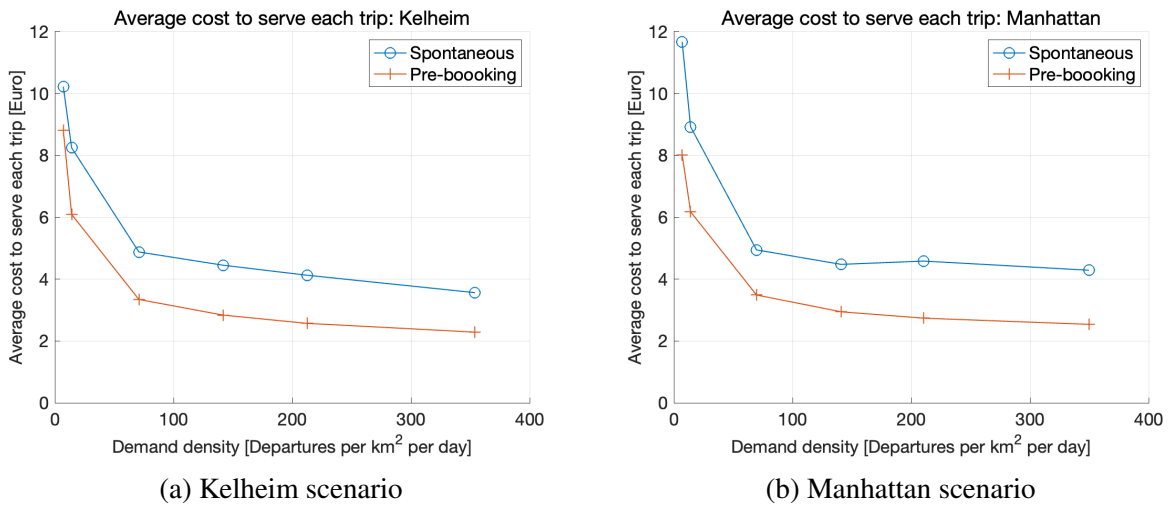 Average cost to serve each trip: Kelheim
Average cost to serve each trip [Euro]
12
10
8
6
4
2
0
0 100 200 300 400
Demand density [Departures per km² per day]
Spontaneous
Pre-boooking
(a) Kelheim scenario
Average cost to serve each trip: Manhattan
Average cost to serve each trip [Euro]
12
10
8
6
4
2
0
0 100 200 300 400
Demand density [Departures per km² per day]
Spontaneous
Pre-boooking
(b) Manhattan scenario